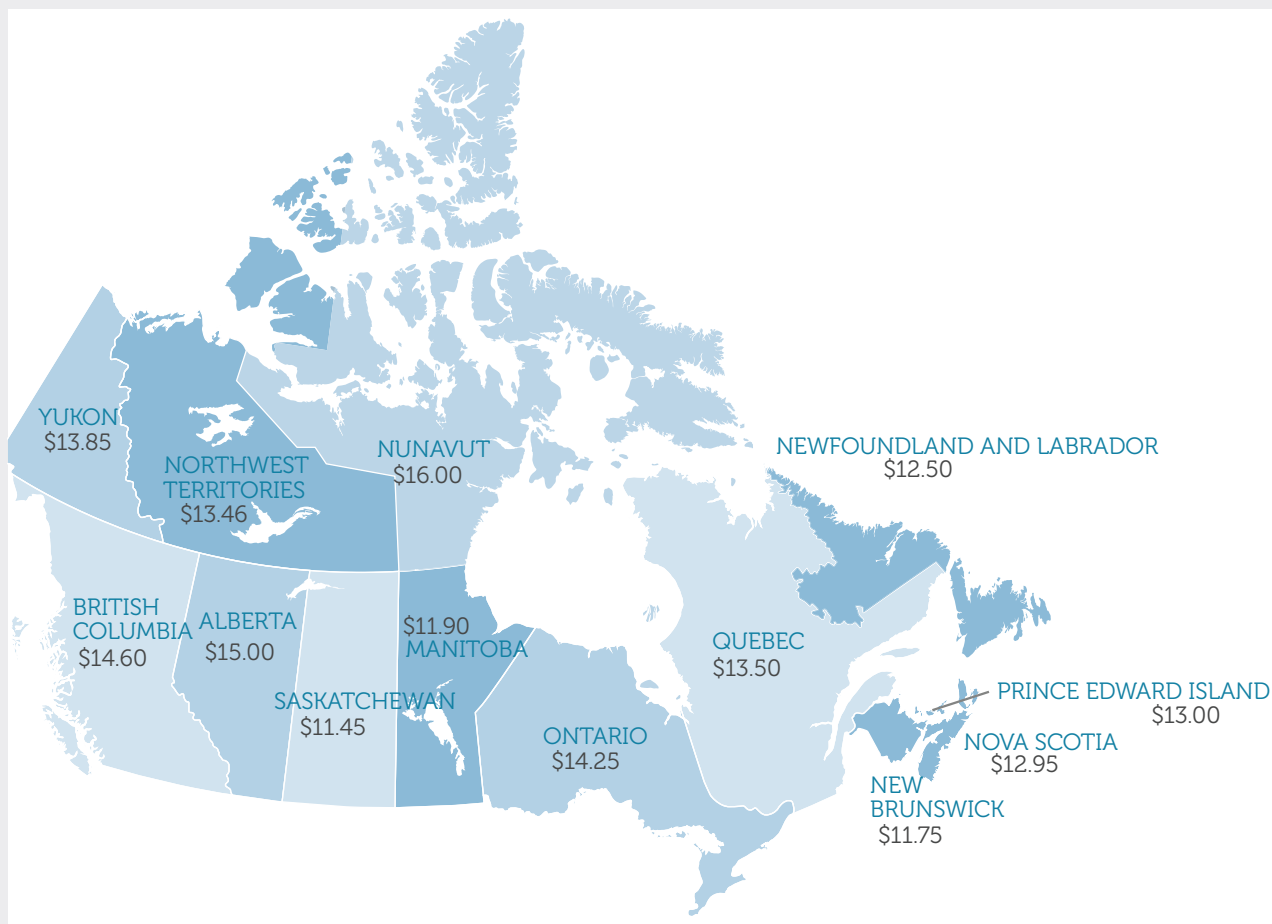 YUKON
$13.85
NORTHWEST
TERRITORIES
$13.46
NUNAVUT
$16.00
NEWFOUNDLAND AND LABRADOR
$12.50
BRITISH
COLUMBIA
$14.60
ALBERTA
$15.00
SASKATCHEWAN
$11.45
$11.90
MANITOBA
ONTARIO
$14.25
QUEBEC
$13.50
PRINCE EDWARD ISLAND
$13.00
NOVA SCOTIA
$12.95
NEW
BRUNSWICK
$11.75